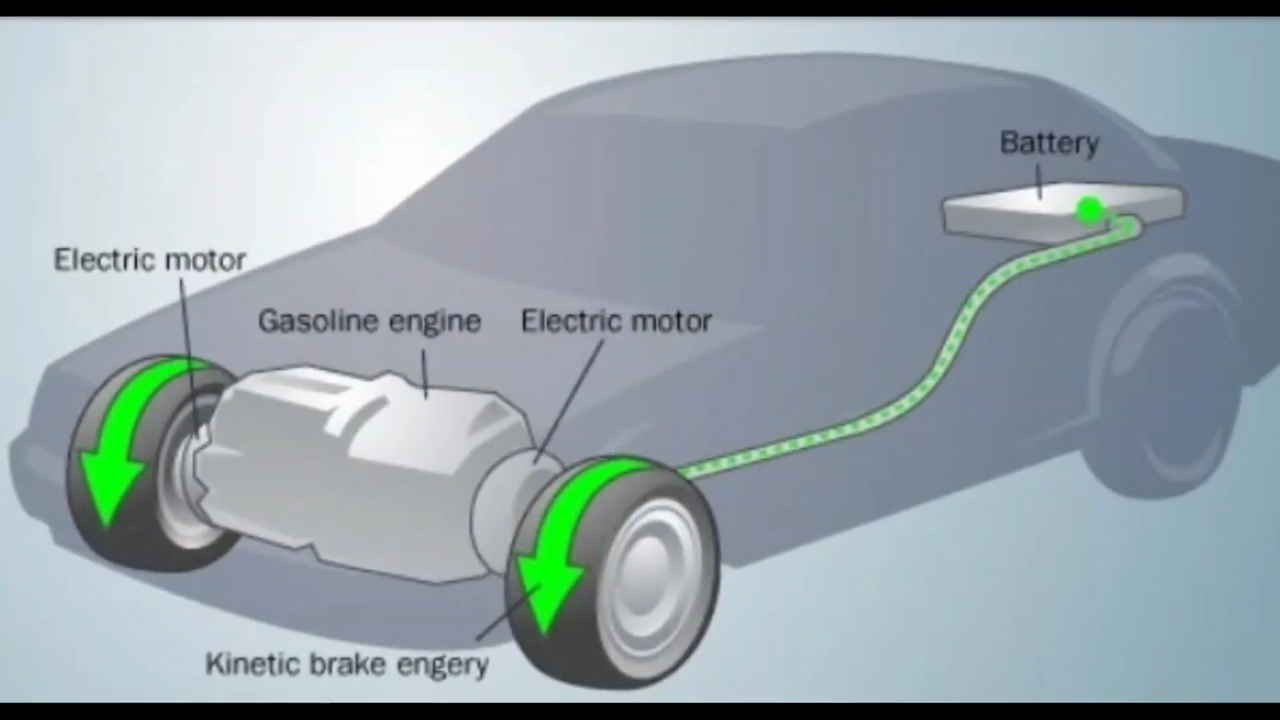 Battery
Electric motor
Gasoline engine
Electric motor
Kinetic brake engery